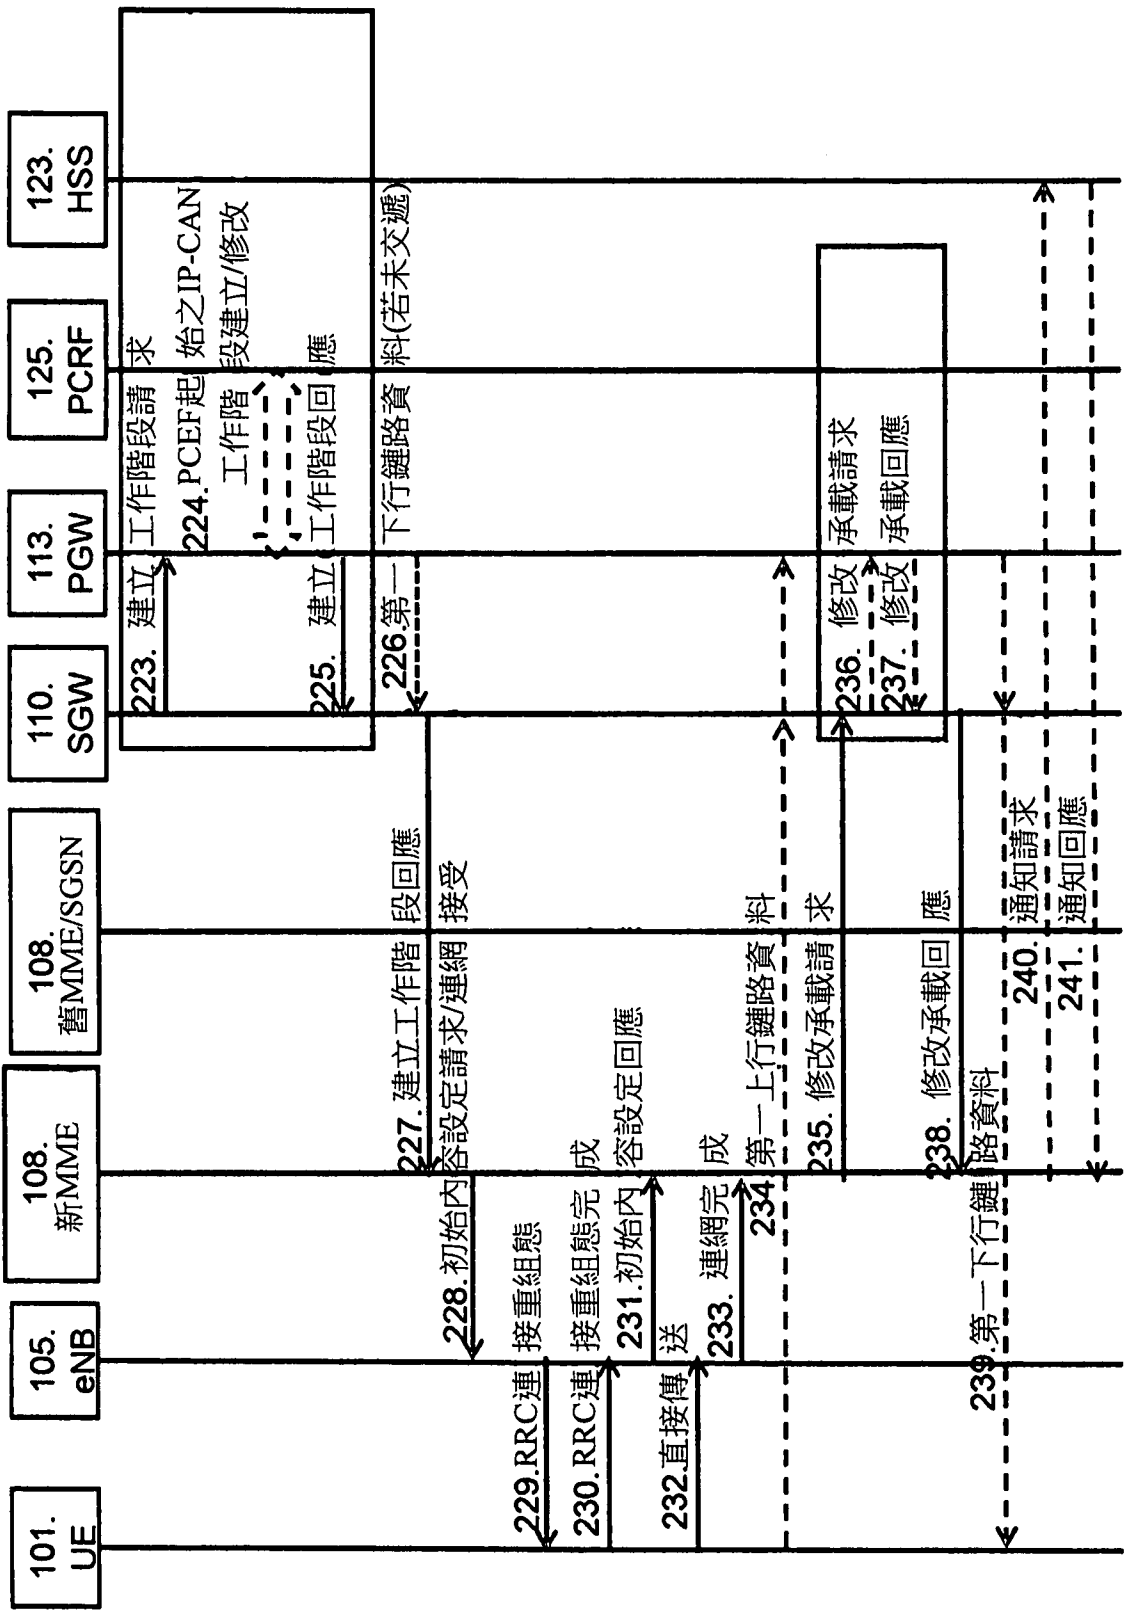 101.
UE
105.
eNB
108.
新MME
108.
舊MME/SGSN
110.
SGW
113.
PGW
125.
PCRF
123.
HSS
223. 建立工作階段請求
224.PCEF起始之IP-CAN
工作階段建立/修改
225. 建立工作階段回應
226.第一下行鏈路資料(若未交遞)
227. 建立工作階段回應
228.初始內容設定請求/連網接受
229.RRC連接重組態
230.RRC連接重組態完成
231.初始內容設定回應
232.直接傳送
233. 連網完成
234.第一上行鏈路資料
235. 修改承載請求
236. 修改承載請求
237. 修改承載回應
238. 修改承載回應
239.第一下行鏈路資料
240. 通知請求
241. 通知回應